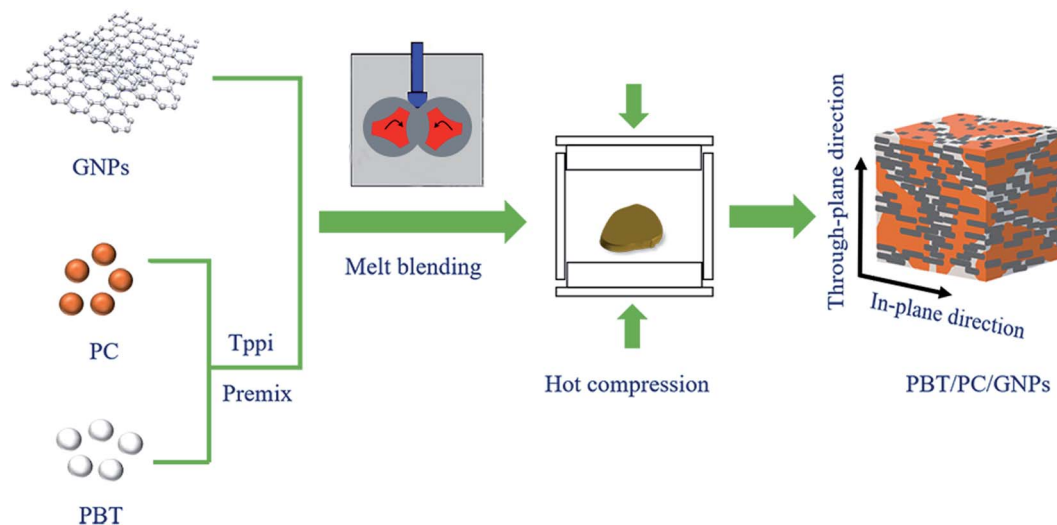 GNPs
PC
PBT
Tppi
Premix
Melt blending
Hot compression
Through-plane direction
In-plane direction
PBT/PC/GNPs